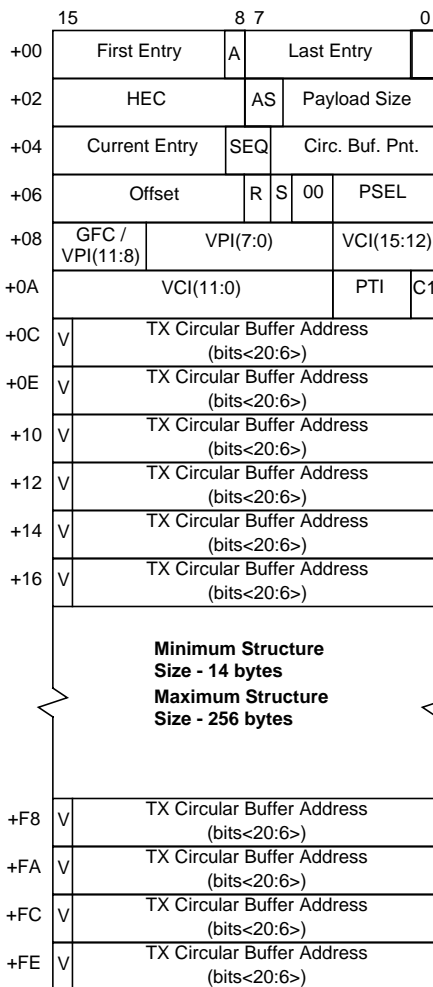 15 8 7 0
+00 First Entry A Last Entry
+02 HEC AS Payload Size
+04 Current Entry SEQ Circ. Buf. Pnt.
+06 Offset R S 00 PSEL
+08 GFC / VPI(11:8) VPI(7:0) VCI(15:12)
+0A VCI(11:0) PTI C1
+0C V TX Circular Buffer Address
(bits<20:6>)
+0E V TX Circular Buffer Address
(bits<20:6>)
+10 V TX Circular Buffer Address
(bits<20:6>)
+12 V TX Circular Buffer Address
(bits<20:6>)
+14 V TX Circular Buffer Address
(bits<20:6>)
+16 V TX Circular Buffer Address
(bits<20:6>)
Minimum Structure
Size - 14 bytes
Maximum Structure
Size - 256 bytes
+F8 V TX Circular Buffer Address
(bits<20:6>)
+FA V TX Circular Buffer Address
(bits<20:6>)
+FC V TX Circular Buffer Address
(bits<20:6>)
+FE V TX Circular Buffer Address
(bits<20:6>)